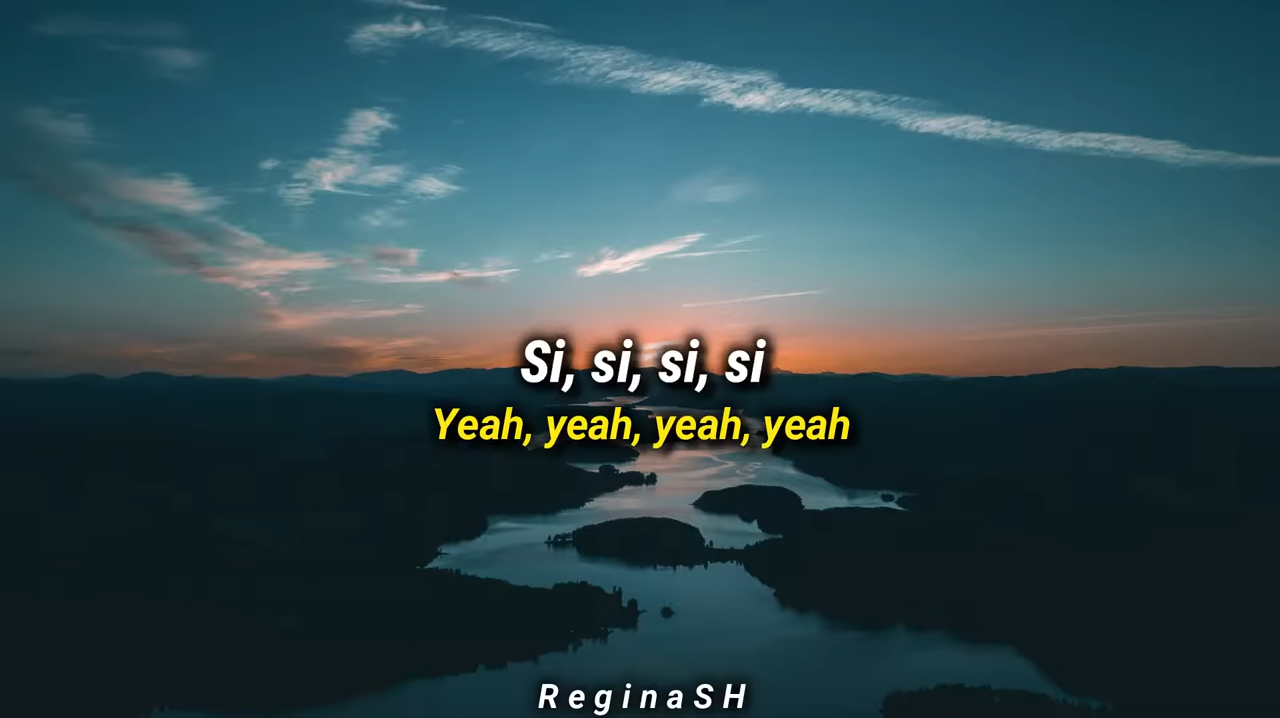 Si, si, si, si
Yeah, yeah, yeah, yeah
ReginaSH